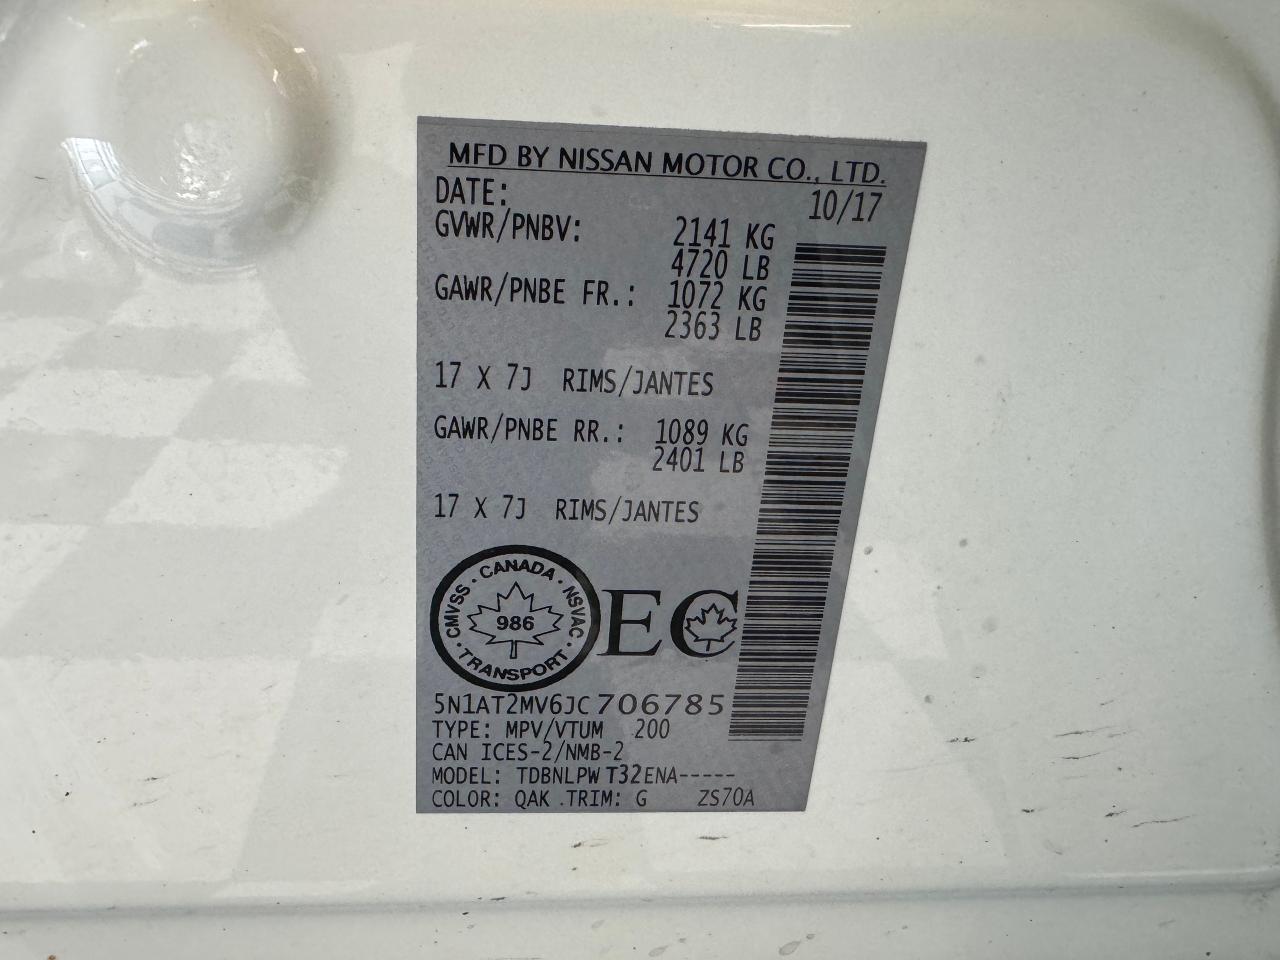 MFD BY NISSAN MOTOR CO., LTD.
DATE: 10/17
GVWR/PNBV: 2141 KG
4720 LB
GAWR/PNBE FR.: 1072 KG
2363 LB
17 X 7J RIMS/JANTES
GAWR/PNBE RR.: 1089 KG
2401 LB
17 X 7J RIMS/JANTES
CANADA · NSVAC · TRANSPORT · CMVSS ·
986
EC
5N1AT2MV6JC706785
TYPE: MPV/VTUM 200
CAN ICES-2/NMB-2
MODEL: TDBNLPW T32ENA-----
COLOR: QAK .TRIM: G ZS70A